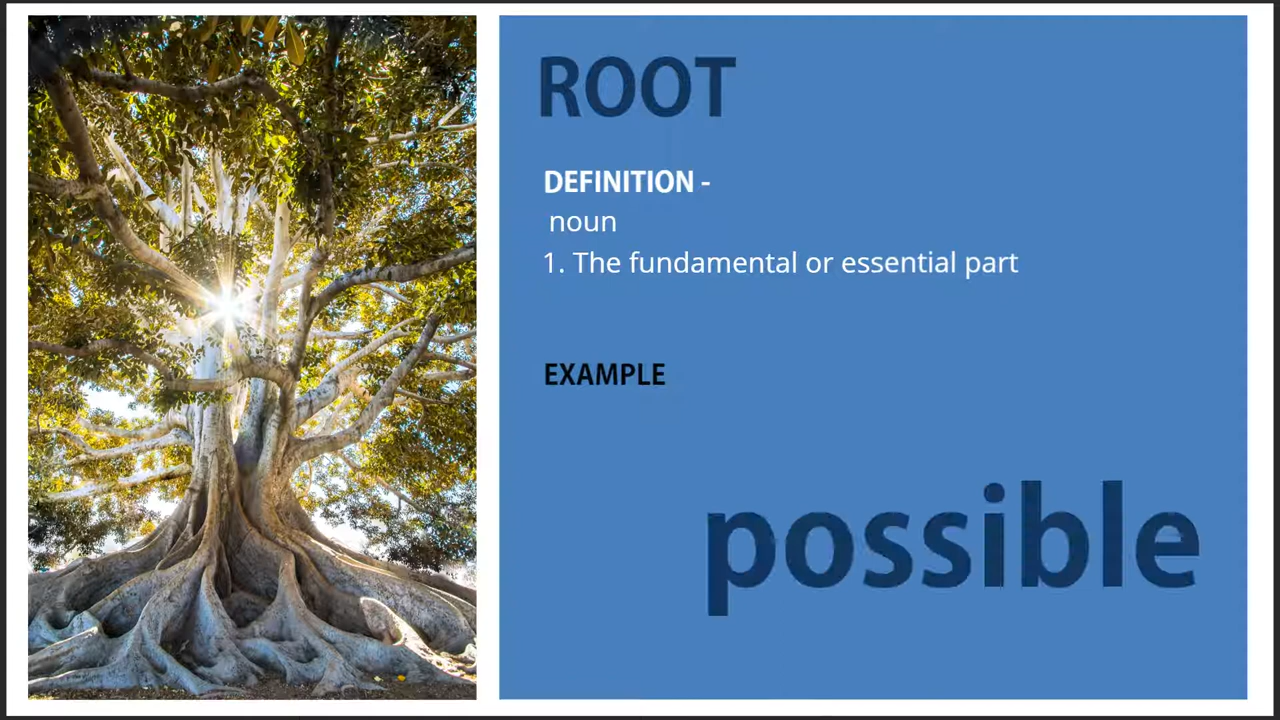 ROOT
DEFINITION -
noun
1. The fundamental or essential part
EXAMPLE
possible